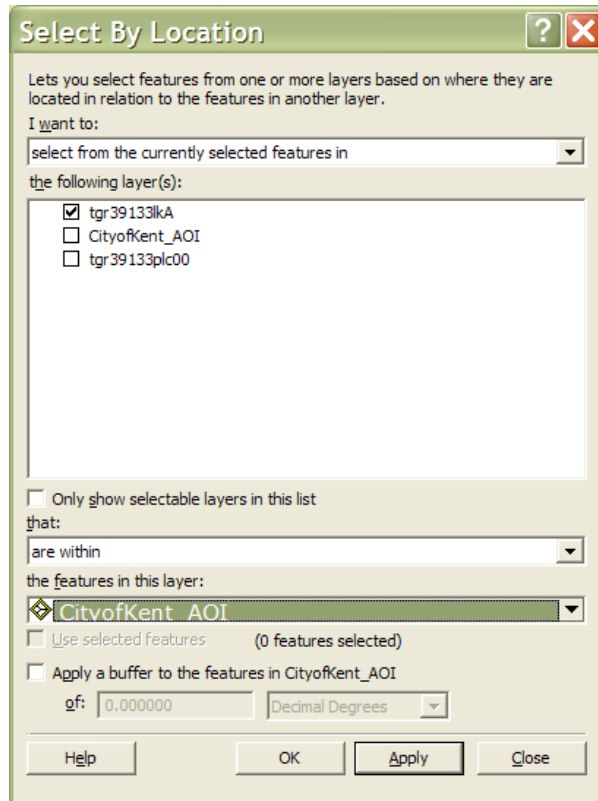 Select By Location
?
Lets you select features from one or more layers based on where they are
located in relation to the features in another layer.
I want to:
select from the currently selected features in
the following layer(s):
tgr39133lkA
CityofKent_AOI
tgr39133plc00
Only show selectable layers in this list
that:
are within
the features in this layer:
CityofKent_AOI
Use selected features (0 features selected)
Apply a buffer to the features in CityofKent_AOI
of: 0.000000 Decimal Degrees
Help OK Apply Close